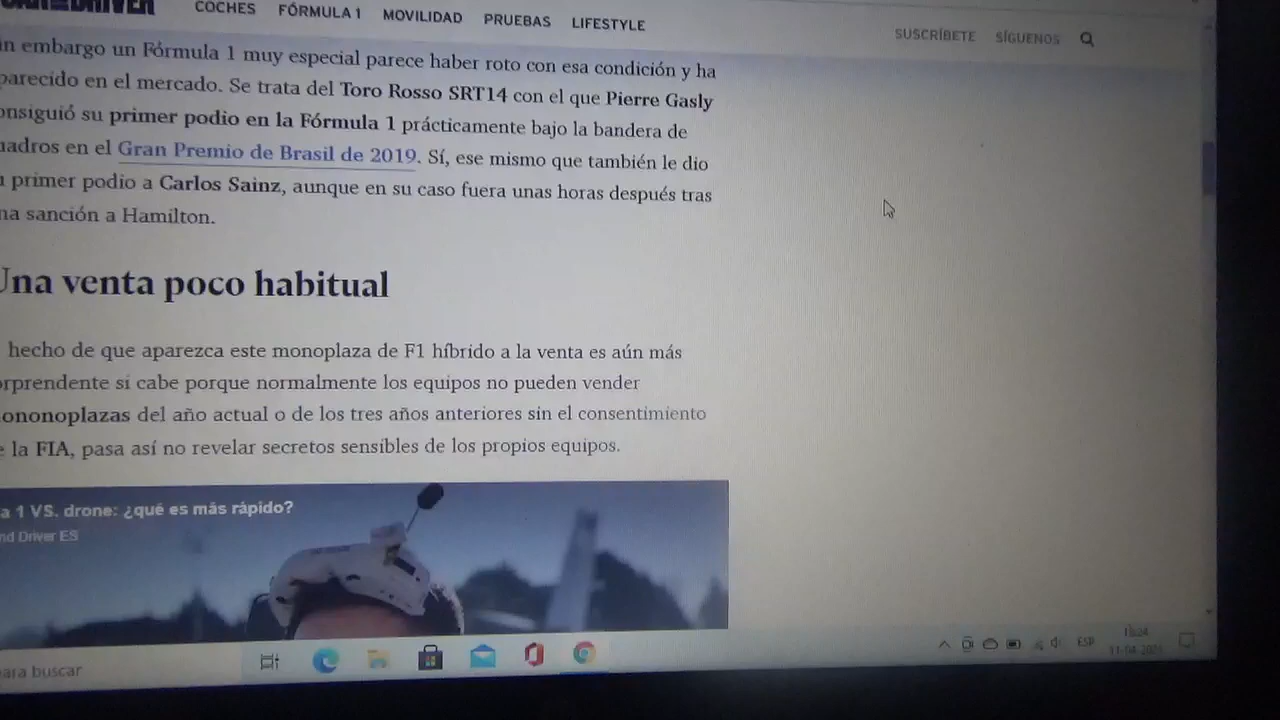 COCHES FÓRMULA 1 MOVILIDAD PRUEBAS LIFESTYLE
SUSCRÍBETE SÍGUENOS
in embargo un Fórmula 1 muy especial parece haber roto con esa condición y ha
parecido en el mercado. Se trata del Toro Rosso SRT14 con el que Pierre Gasly
onsiguió su primer podio en la Fórmula 1 prácticamente bajo la bandera de
uadros en el Gran Premio de Brasil de 2019. Sí, ese mismo que también le dio
u primer podio a Carlos Sainz, aunque en su caso fuera unas horas después tras
na sanción a Hamilton.
Una venta poco habitual
hecho de que aparezca este monoplaza de F1 híbrido a la venta es aún más
orprendente si cabe porque normalmente los equipos no pueden vender
ononoplazas del año actual o de los tres años anteriores sin el consentimiento
e la FIA, pasa así no revelar secretos sensibles de los propios equipos.
a 1 VS. drone: ¿qué es más rápido?
nd Driver ES
para buscar
ESP